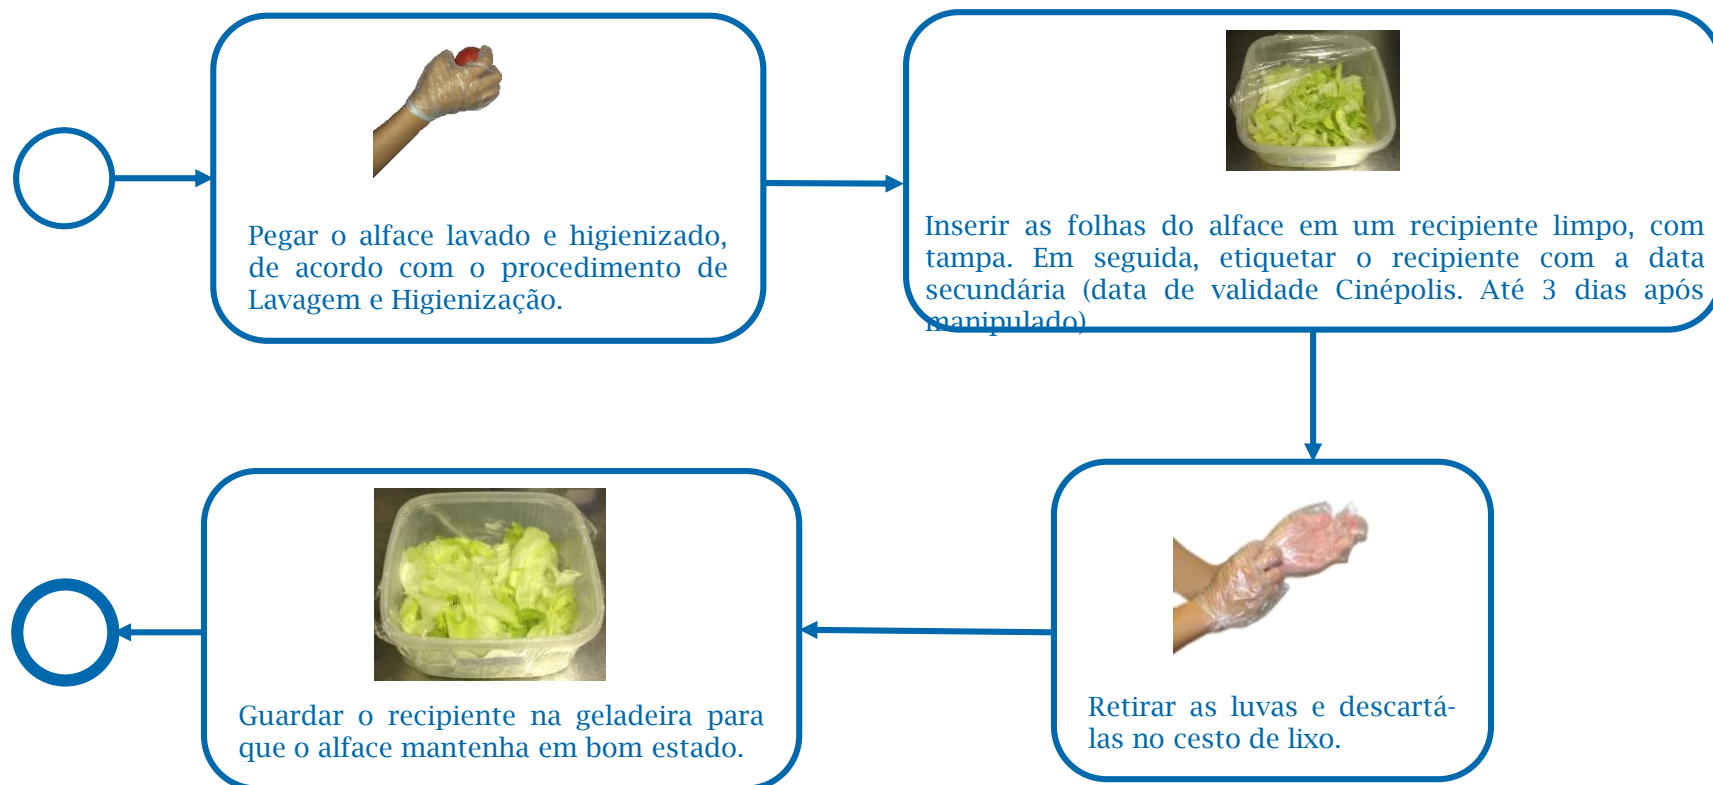 Pegar o alface lavado e higienizado,
de acordo com o procedimento de
Lavagem e Higienização.
Inserir as folhas do alface em um recipiente limpo, com
tampa. Em seguida, etiquetar o recipiente com a data
secundária (data de validade Cinépolis. Até 3 dias após
manipulado)
Retirar as luvas e descartá-
las no cesto de lixo.
Guardar o recipiente na geladeira para
que o alface mantenha em bom estado.